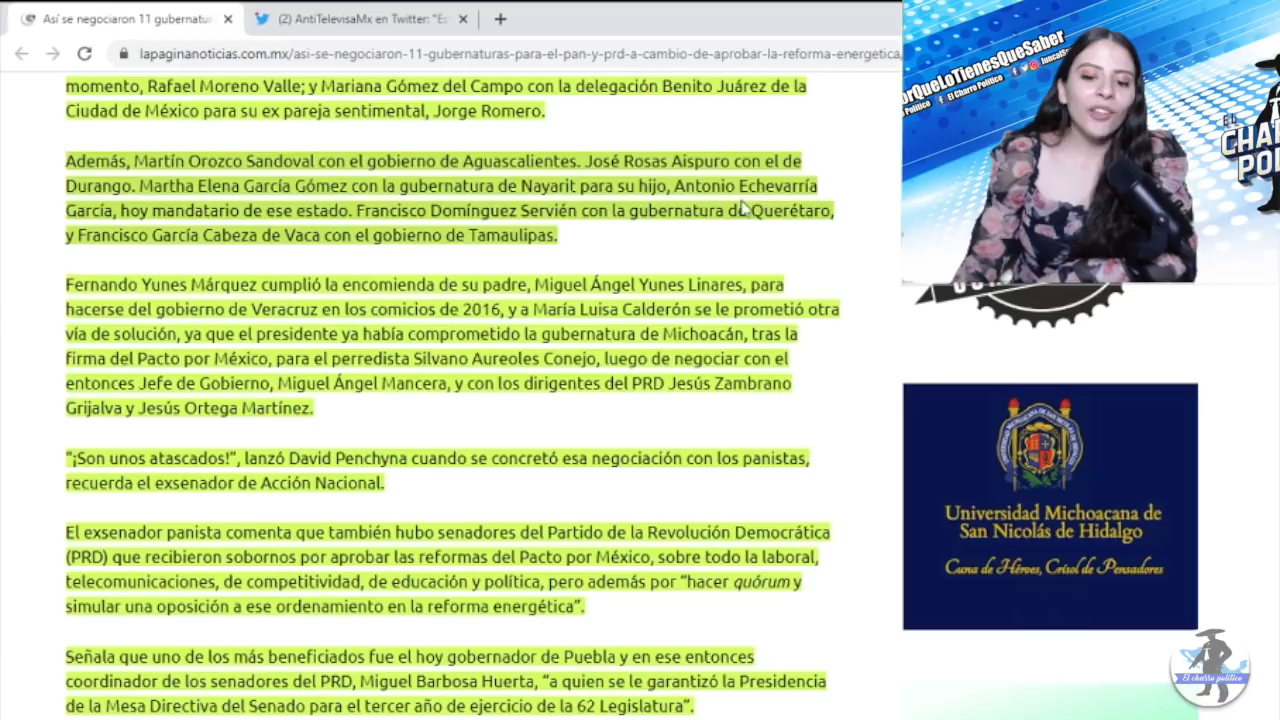 Así se negociaron 11 gubernatur
(2) AntiTelevisaMx en Twitter: "Es
lapaginanoticias.com.mx/asi-se-negociaron-11-gubernaturas-para-el-pan-y-prd-a-cambio-de-aprobar-la-reforma-energetica,
momento, Rafael Moreno Valle; y Mariana Gómez del Campo con la delegación Benito Juárez de la
Ciudad de México para su ex pareja sentimental, Jorge Romero.
Además, Martín Orozco Sandoval con el gobierno de Aguascalientes. José Rosas Aispuro con el de
Durango. Martha Elena García Gómez con la gubernatura de Nayarit para su hijo, Antonio Echevarría
García, hoy mandatario de ese estado. Francisco Domínguez Servién con la gubernatura de Querétaro,
y Francisco García Cabeza de Vaca con el gobierno de Tamaulipas.
Fernando Yunes Márquez cumplió la encomienda de su padre, Miguel Ángel Yunes Linares, para
hacerse del gobierno de Veracruz en los comicios de 2016, y a María Luisa Calderón se le prometió otra
vía de solución, ya que el presidente ya había comprometido la gubernatura de Michoacán, tras la
firma del Pacto por México, para el perredista Silvano Aureoles Conejo, luego de negociar con el
entonces Jefe de Gobierno, Miguel Ángel Mancera, y con los dirigentes del PRD Jesús Zambrano
Grijalva y Jesús Ortega Martínez.
“¡Son unos atascados!”, lanzó David Penchyna cuando se concretó esa negociación con los panistas,
recuerda el exsenador de Acción Nacional.
El exsenador panista comenta que también hubo senadores del Partido de la Revolución Democrática
(PRD) que recibieron sobornos por aprobar las reformas del Pacto por México, sobre todo la laboral,
telecomunicaciones, de competitividad, de educación y política, pero además por “hacer quórum y
simular una oposición a ese ordenamiento en la reforma energética”.
Señala que uno de los más beneficiados fue el hoy gobernador de Puebla y en ese entonces
coordinador de los senadores del PRD, Miguel Barbosa Huerta, “a quien se le garantizó la Presidencia
de la Mesa Directiva del Senado para el tercer año de ejercicio de la 62 Legislatura”.
orQueLoTienesQueSaber
Político El Charro Político
EL
CHA
POL
Universidad Michoacana de
San Nicolás de Hidalgo
Cuna de Héroes, Crisol de Pensadores
El charro político